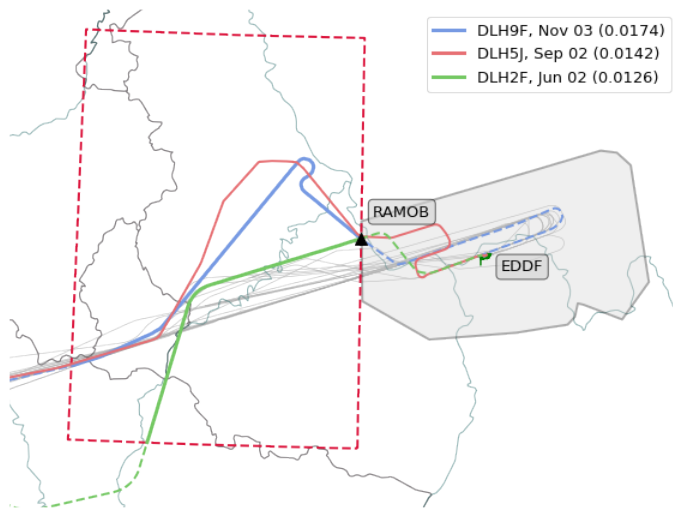 DLH9F, Nov 03 (0.0174)
DLH5J, Sep 02 (0.0142)
DLH2F, Jun 02 (0.0126)
RAMOB
EDDF